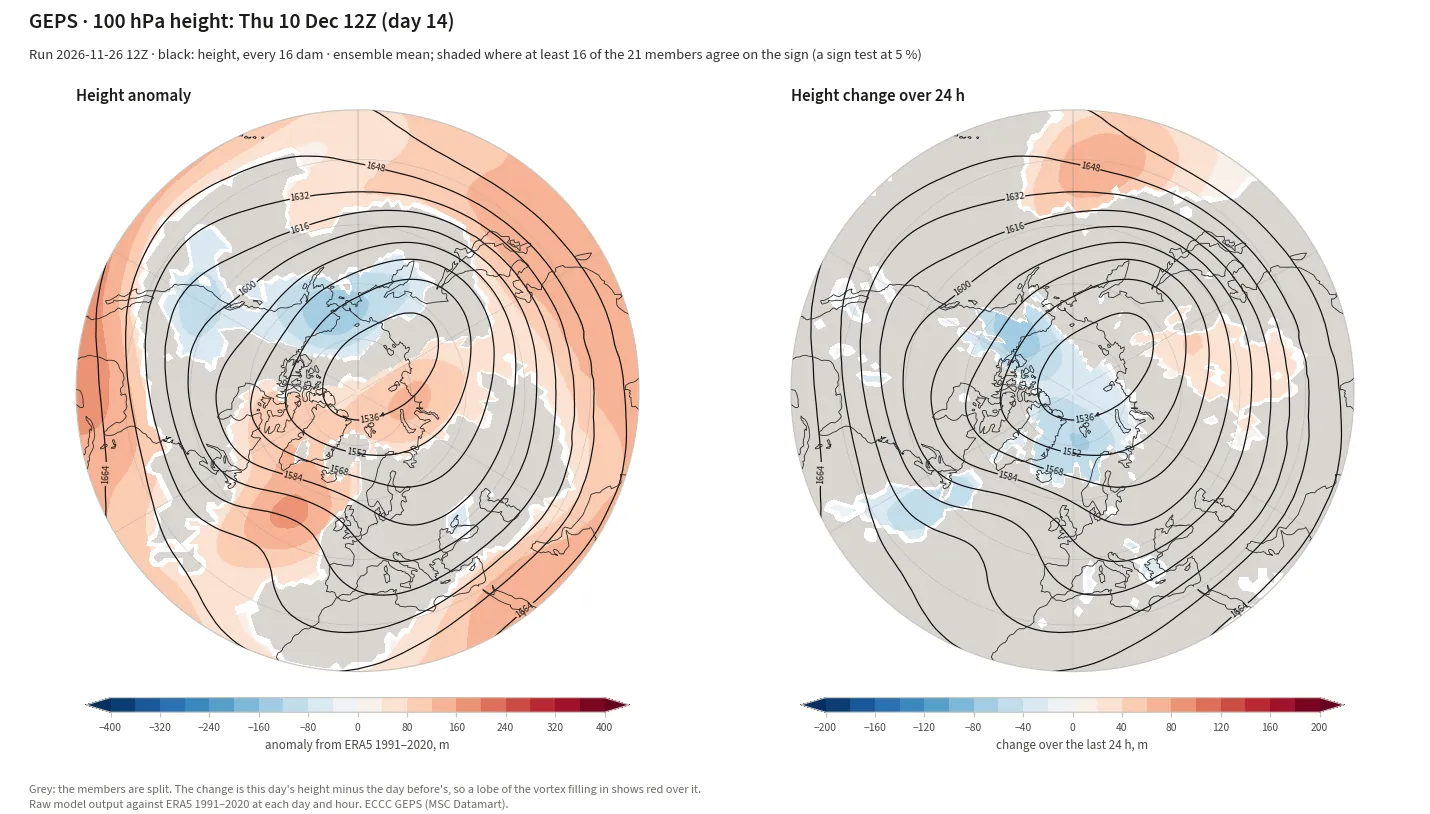 GEPS · 100 hPa height: Thu 10 Dec 12Z (day 14)
Run 2026-11-26 12Z · black: height, every 16 dam · ensemble mean; shaded where at least 16 of the 21 members agree on the sign (a sign test at 5 %)
Height anomaly
Height change over 24 h
1648
1632
1616
1600
1536
1552
1568
1584
1664
1664
1648
1632
1616
1600
1536
1552
1568
1584
1664
1664
−400 −320 −240 −160 −80 0 80 160 240 320 400
anomaly from ERA5 1991–2020, m
−200 −160 −120 −80 −40 0 40 80 120 160 200
change over the last 24 h, m
Grey: the members are split. The change is this day's height minus the day before's, so a lobe of the vortex filling in shows red over it.
Raw model output against ERA5 1991–2020 at each day and hour. ECCC GEPS (MSC Datamart).